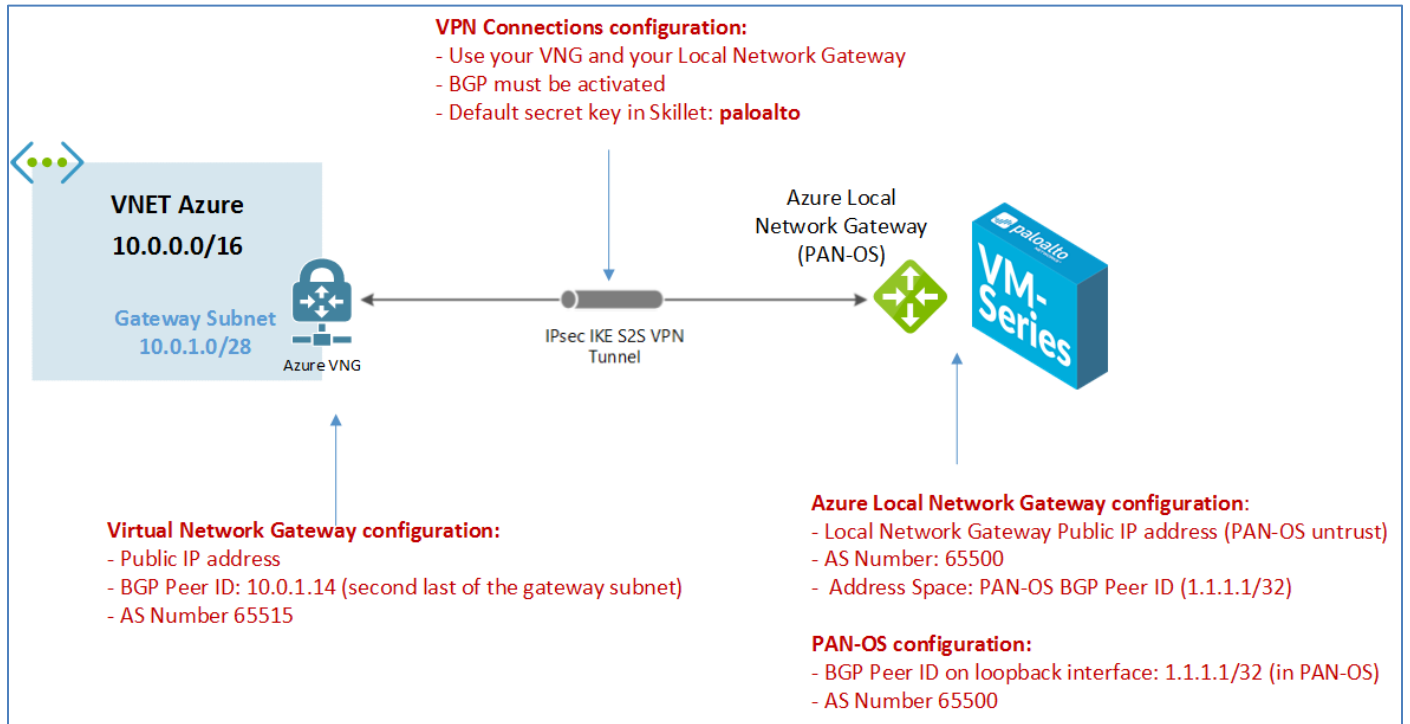 VPN Connections configuration:
- Use your VNG and your Local Network Gateway
- BGP must be activated
- Default secret key in Skillet: paloalto
VNET Azure
10.0.0.0/16
Gateway Subnet
10.0.1.0/28
Azure VNG
IPsec IKE S2S VPN
Tunnel
Azure Local
Network Gateway
(PAN-OS)
paloalto
VM-
Series
Virtual Network Gateway configuration:
- Public IP address
- BGP Peer ID: 10.0.1.14 (second last of the gateway subnet)
- AS Number 65515
Azure Local Network Gateway configuration:
- Local Network Gateway Public IP address (PAN-OS untrust)
- AS Number: 65500
- Address Space: PAN-OS BGP Peer ID (1.1.1.1/32)
PAN-OS configuration:
- BGP Peer ID on loopback interface: 1.1.1.1/32 (in PAN-OS)
- AS Number 65500